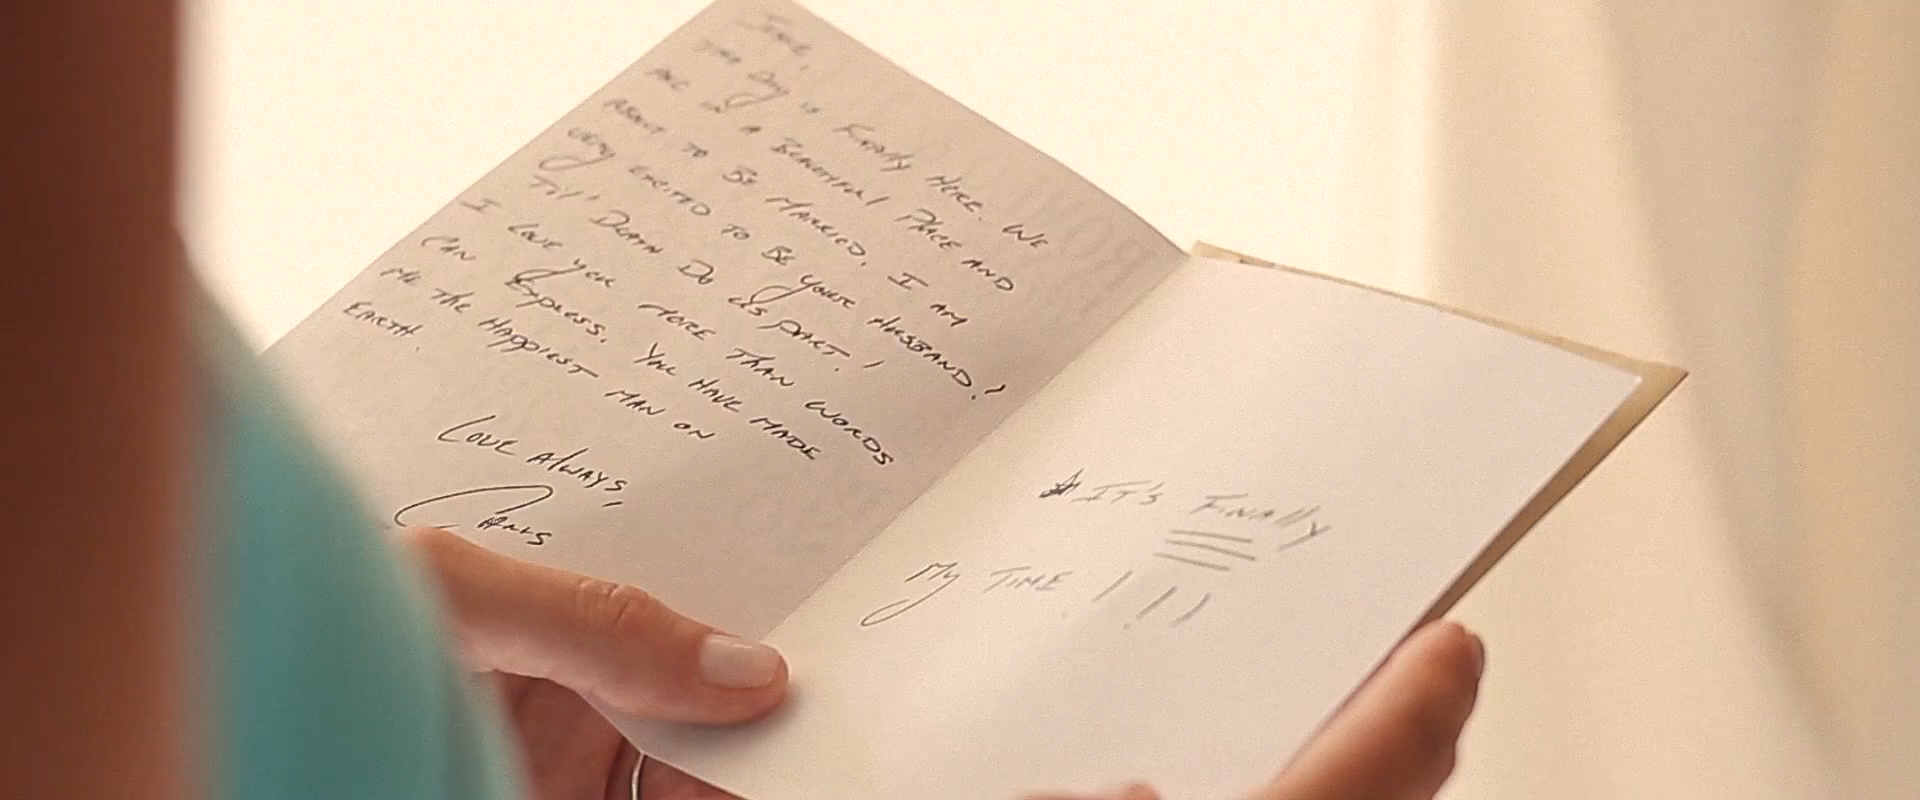 The Day is Finally Here. We
are in a Beautiful Place and
about to Be Married. I am
very excited to Be youre Husband!
Til' Death Do us part!
I Love you more than words
can Express. You have made
me the Happiest man on
Earth.
Love always,
It's Finally
My Time!!!